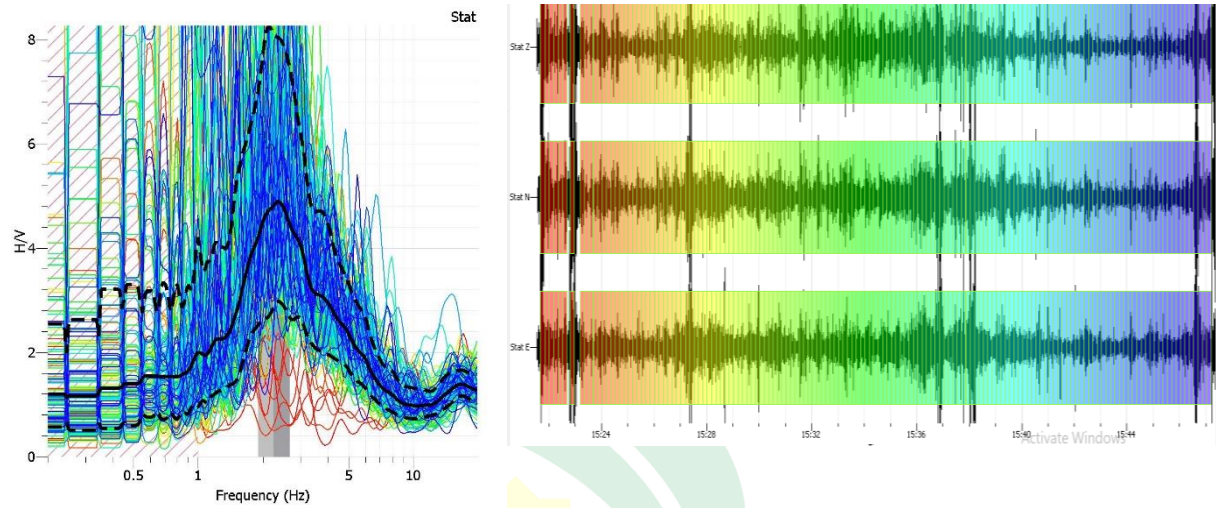 Stat
8
6
4
2
0
H/V
0.5 1 5 10
Frequency (Hz)
Stat Z
Stat N
Stat E
15:24 15:28 15:32 15:36 15:40 15:44
Activate Windows